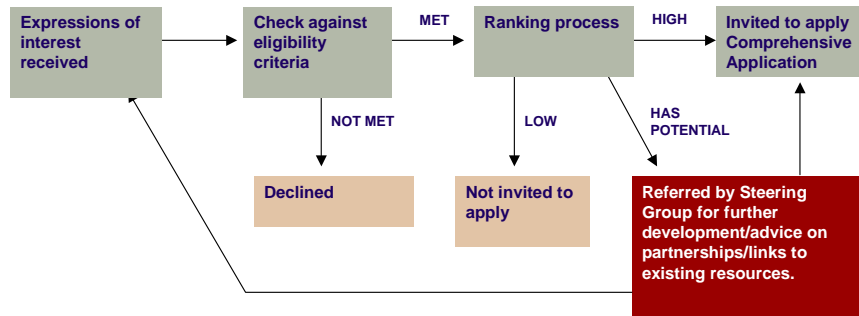 Expressions of
interest
received
Check against
eligibility
criteria
MET
Ranking process
HIGH
Invited to apply
Comprehensive
Application
NOT MET
LOW
HAS
POTENTIAL
Declined
Not invited to
apply
Referred by Steering
Group for further
development/advice on
partnerships/links to
existing resources.